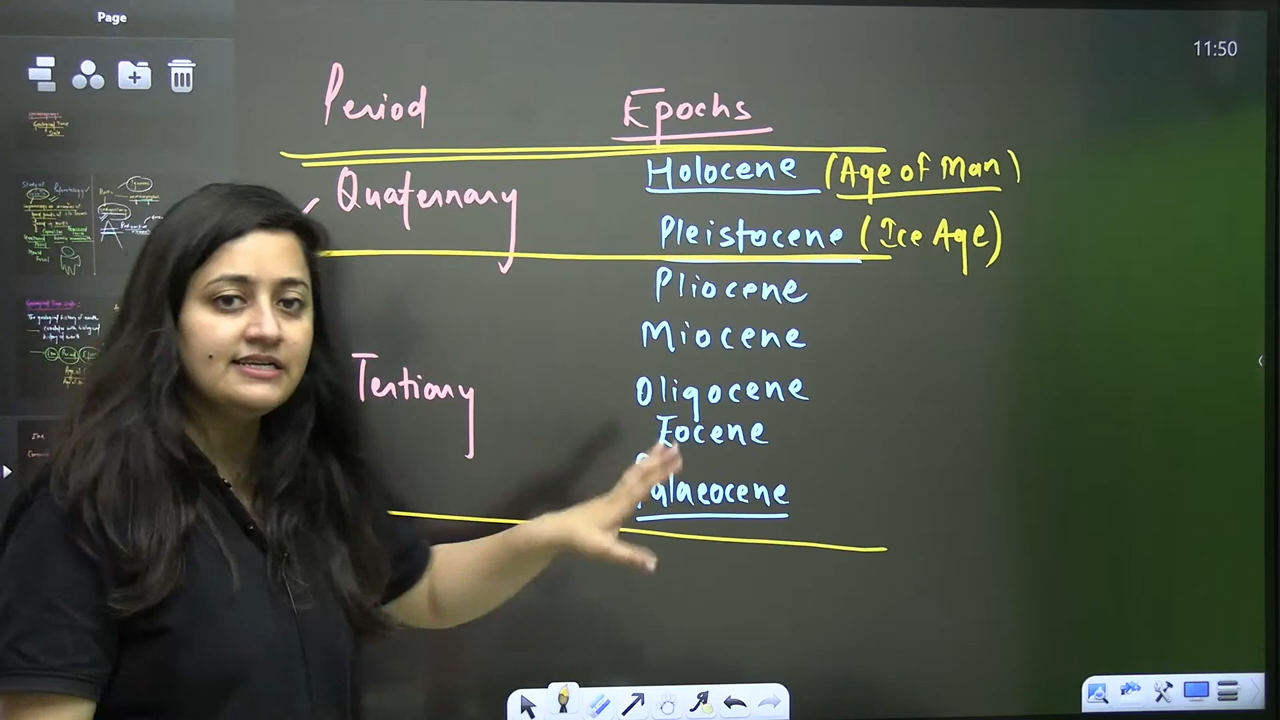 Page
11:50
Period Epochs
Holocene (Age of Man)
Quaternary
Pleistocene (Ice Age)
Pliocene
Miocene
Tertiary
Oligocene
Eocene
Palaeocene